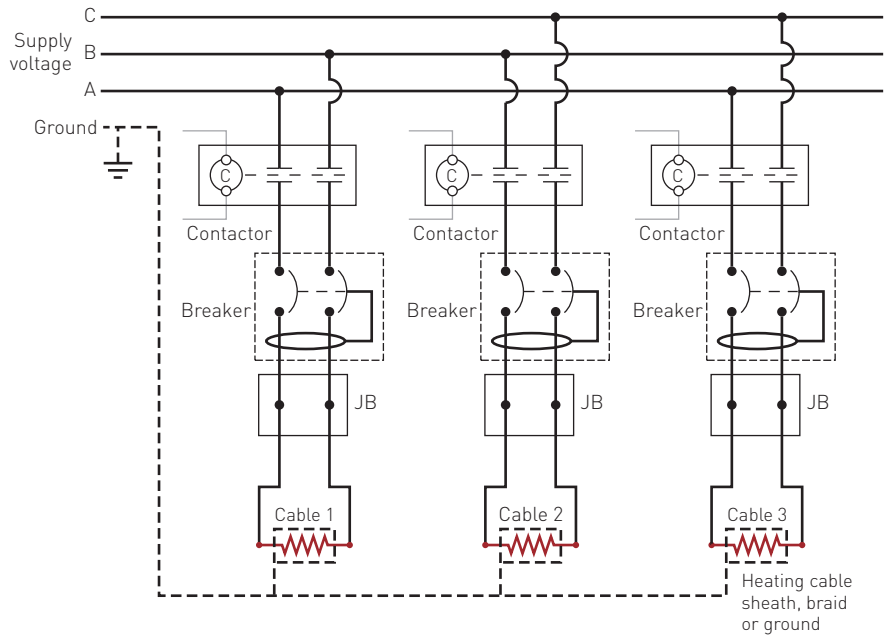 C
Supply
voltage
B
A
Ground
C
C
C
Contactor
Contactor
Contactor
Breaker
Breaker
Breaker
JB
JB
JB
Cable 1
Cable 2
Cable 3
Heating cable
sheath, braid
or ground